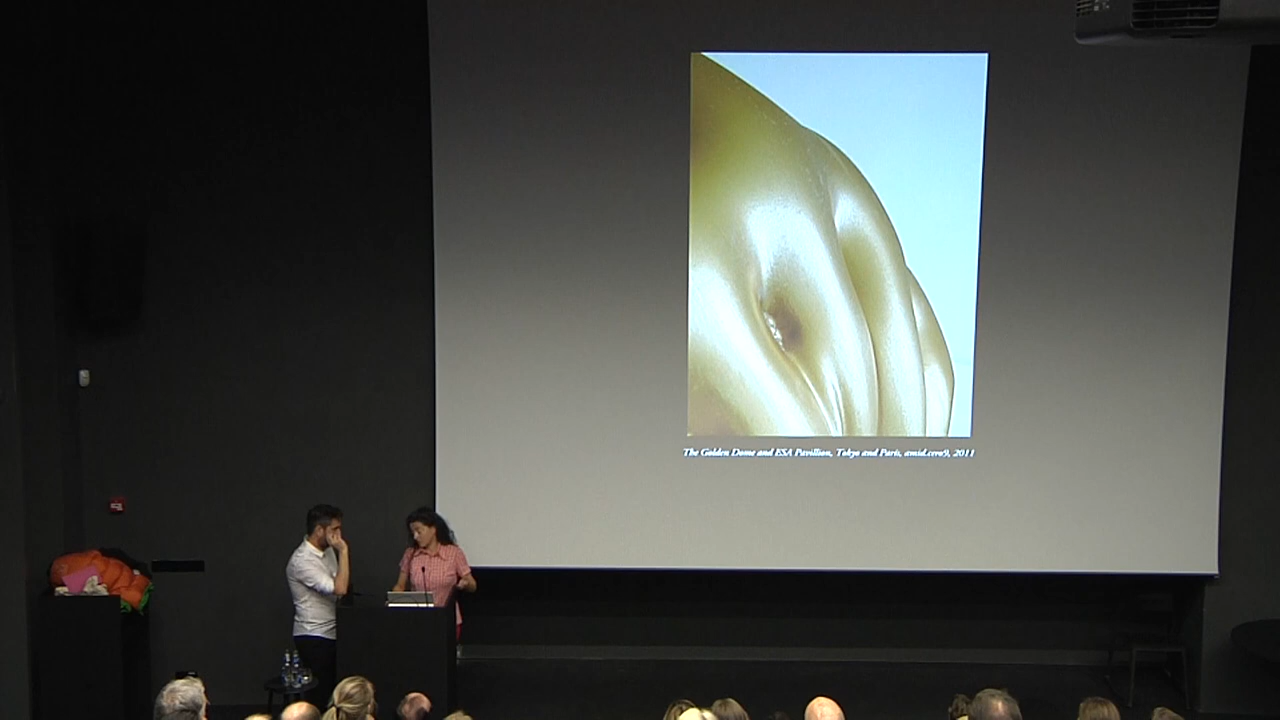 The Golden Dome and ESA Pavillion, Tokyo and Paris, amid.cero9, 2011